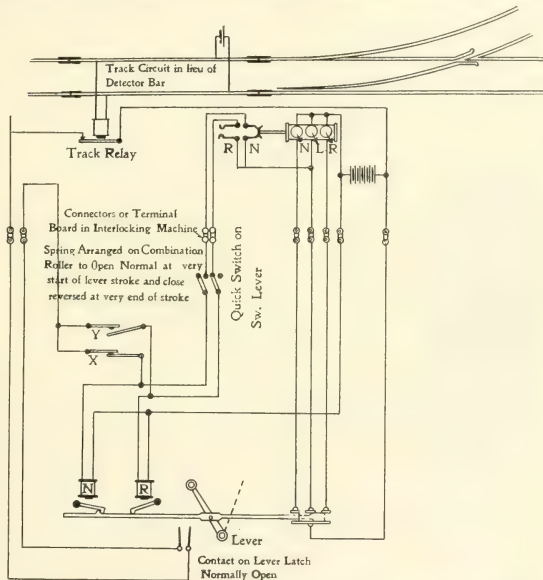 Track Circuit in lieu of
Detector Bar
Track Relay
R N
N L R
Connectors or Terminal
Board in Interlocking Machine
Spring Arranged on Combination
Roller to Open Normal at very
start of lever stroke and close
reversed at very end of stroke
Quick Switch on
Sw. Lever
Y
X
N
R
Lever
Contact on Lever Latch
Normally Open